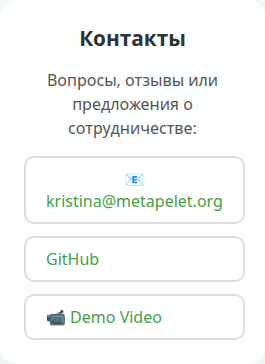 Контакты
Вопросы, отзывы или
предложения о
сотрудничестве:
📧
kristina@metapelet.org
GitHub
📹 Demo Video